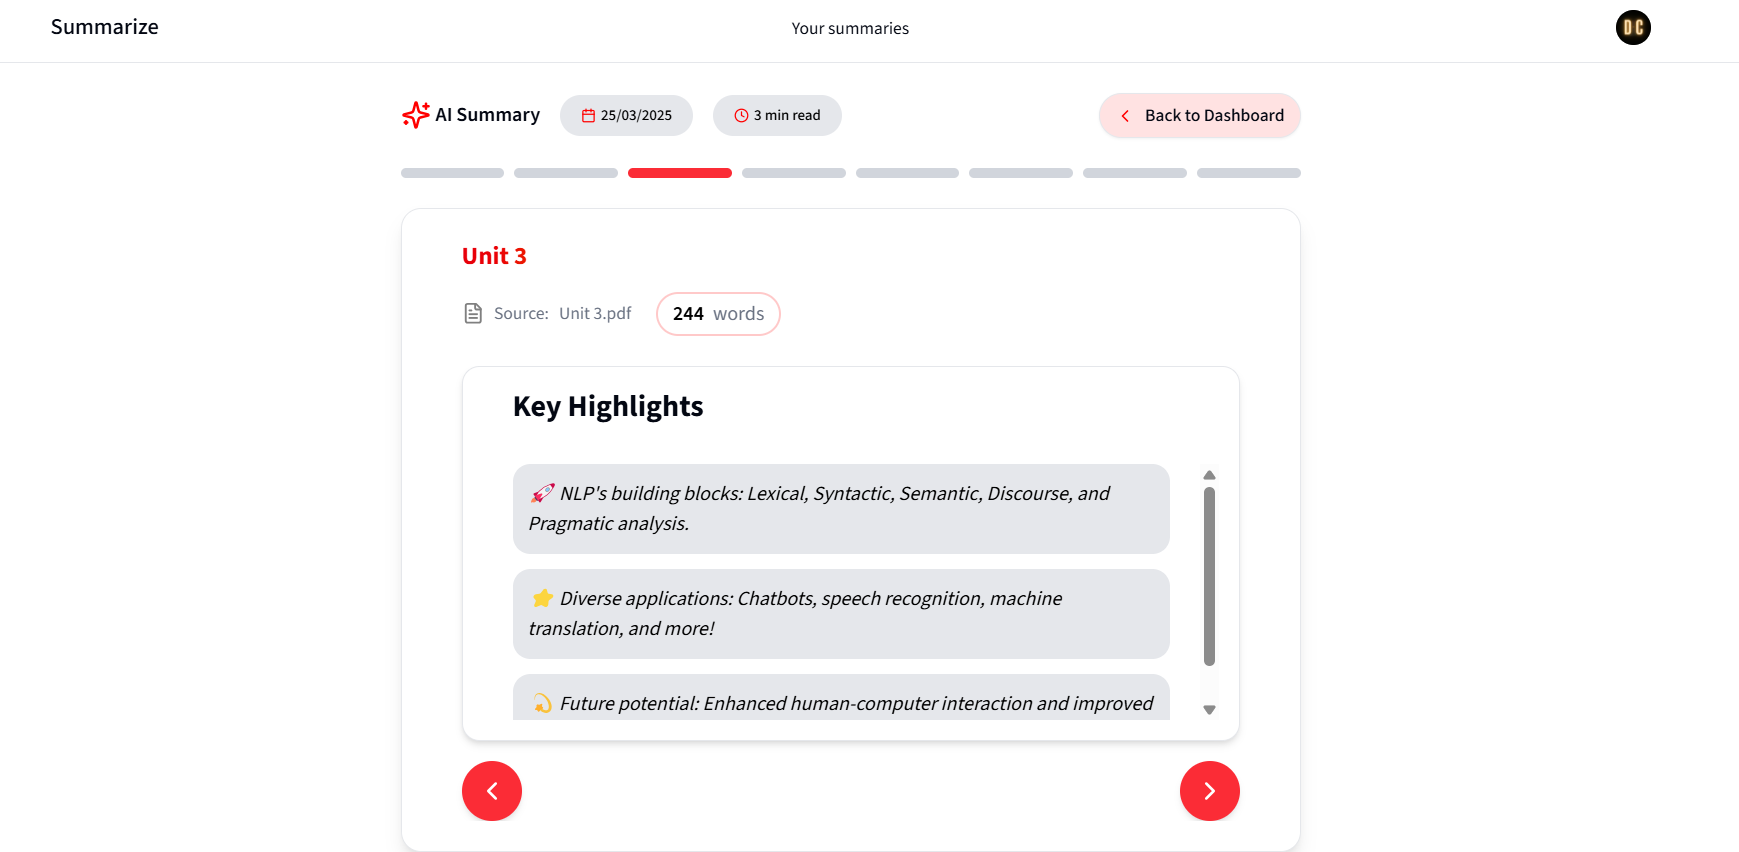 Summarize
Your summaries
DC
AI Summary
25/03/2025
3 min read
Back to Dashboard
Unit 3
Source: Unit 3.pdf
244 words
Key Highlights
🚀 NLP's building blocks: Lexical, Syntactic, Semantic, Discourse, and
Pragmatic analysis.
⭐ Diverse applications: Chatbots, speech recognition, machine
translation, and more!
💫 Future potential: Enhanced human-computer interaction and improved